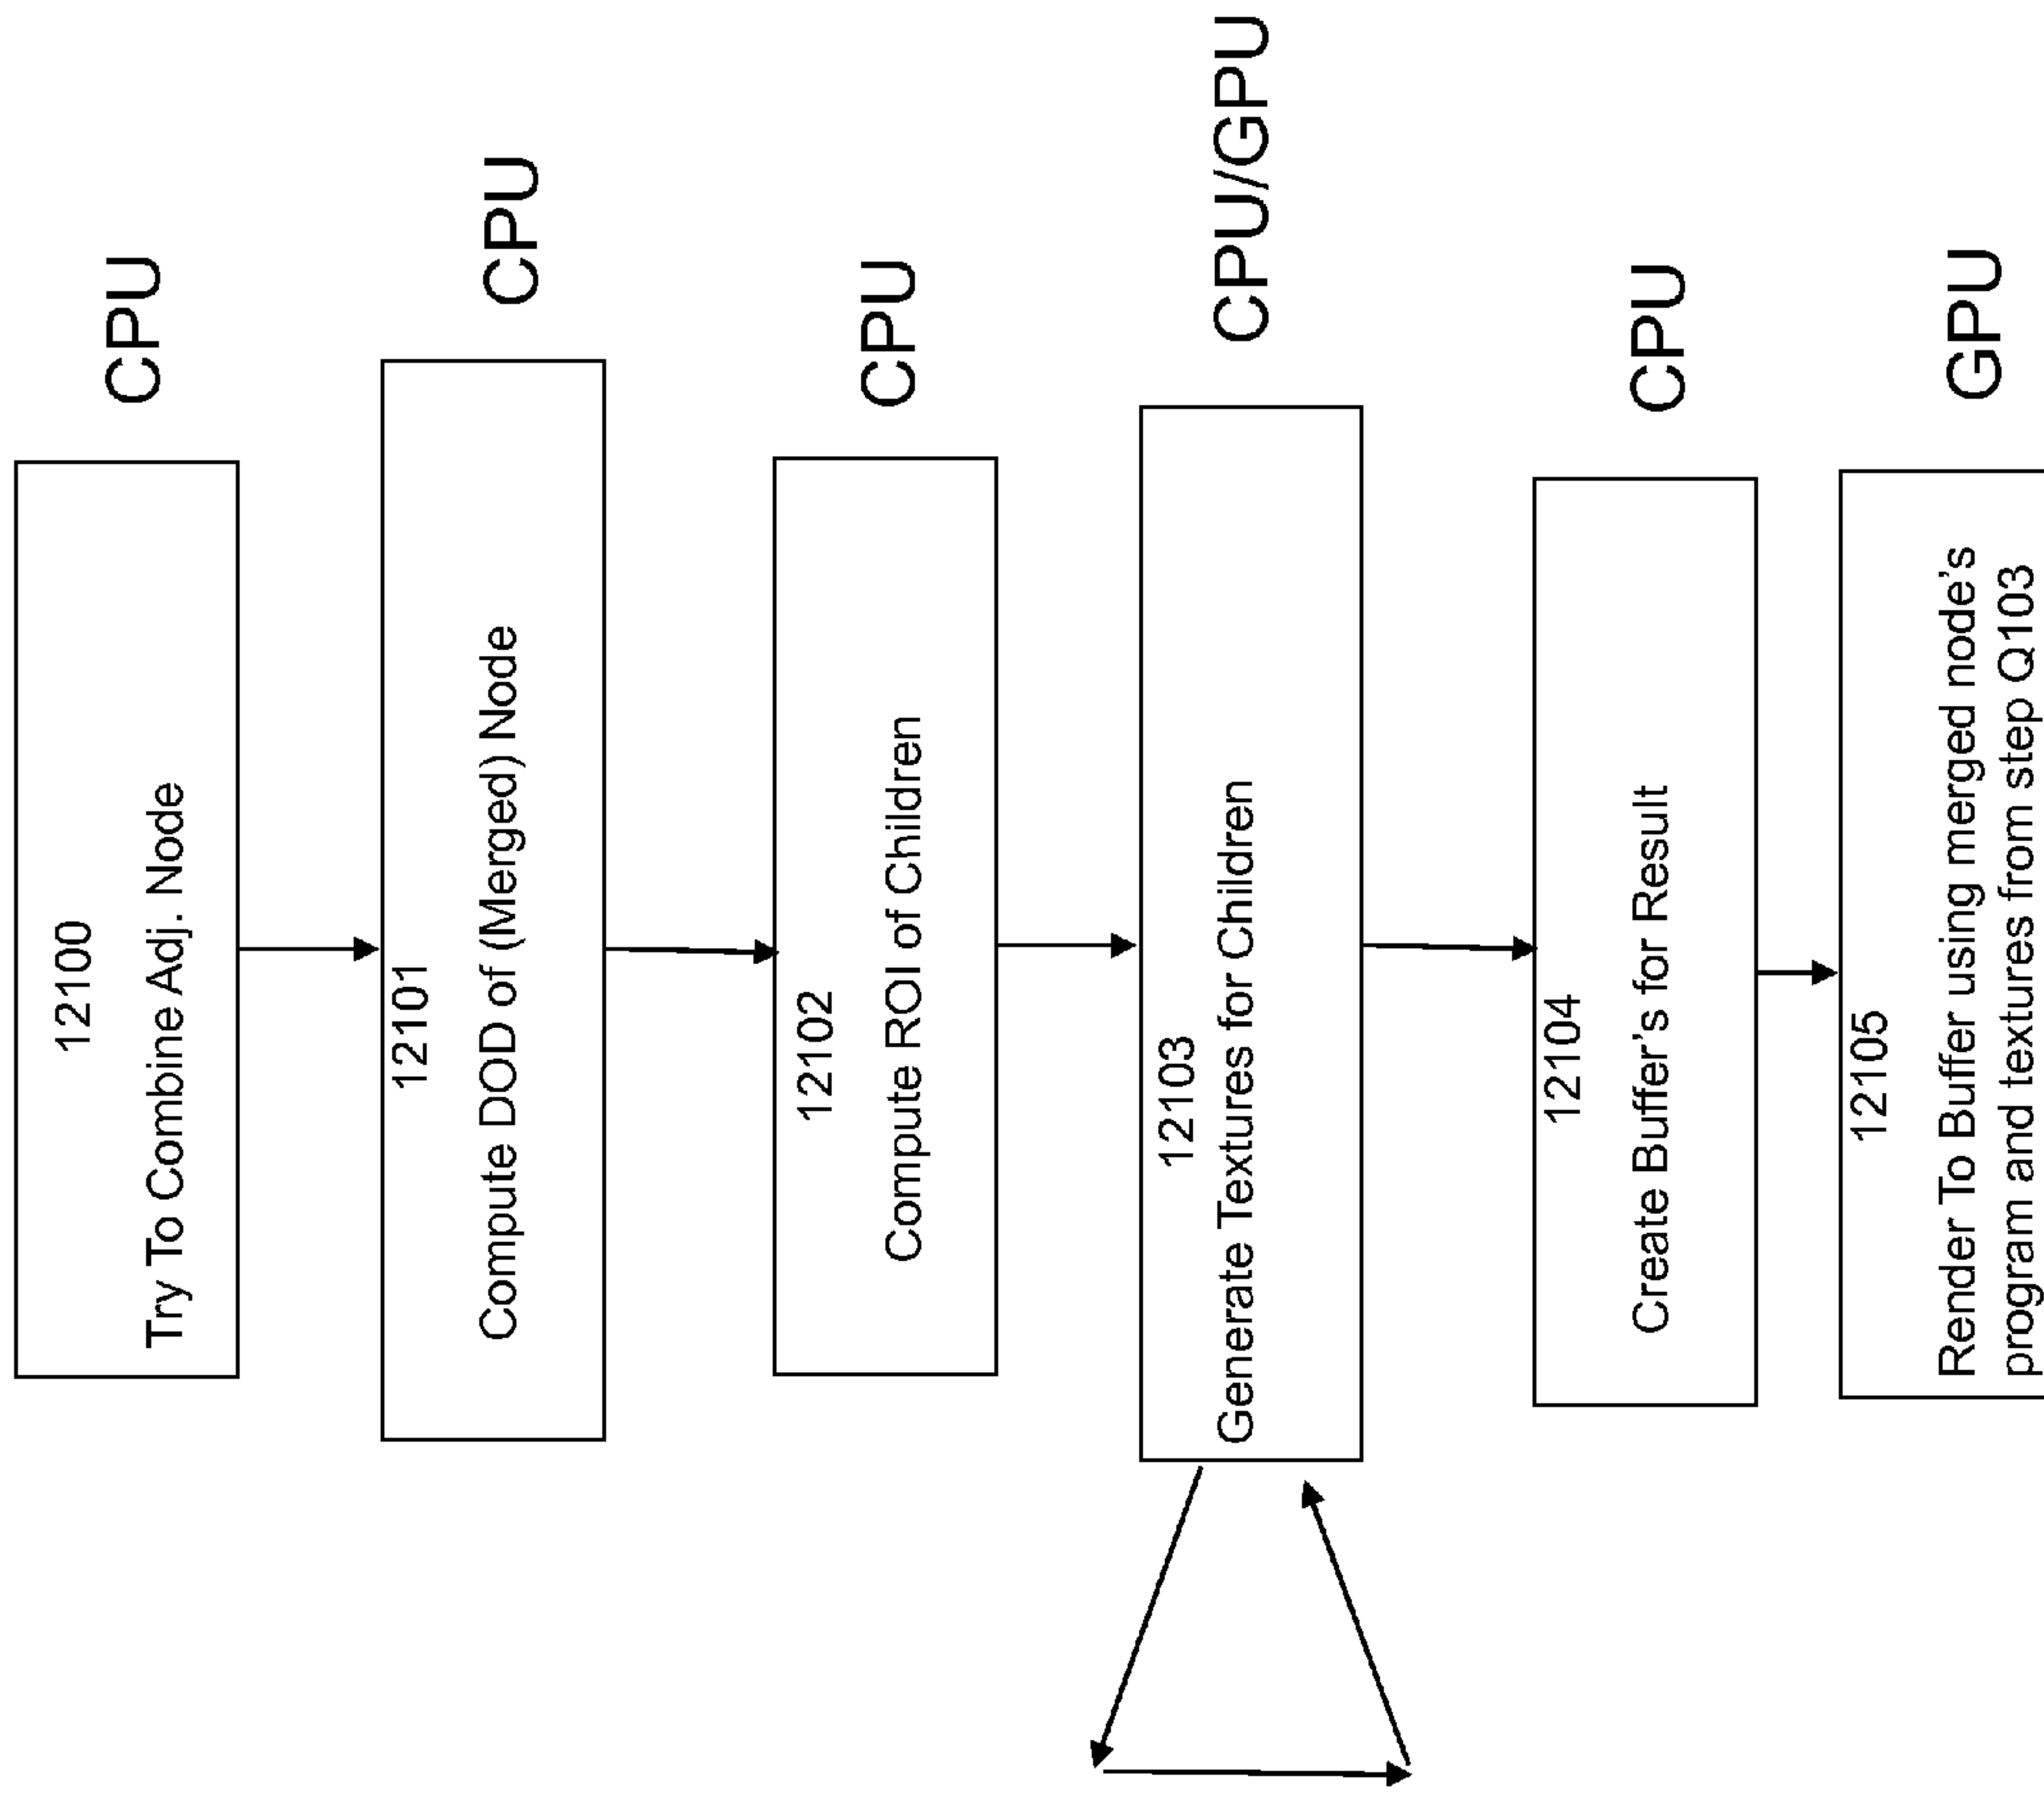 12100
Try To Combine Adj. Node
CPU
12101
Compute DOD of (Merged) Node
CPU
12102
Compute ROI of Children
CPU
12103
Generate Textures for Children
CPU/GPU
12104
Create Buffer's for Result
CPU
12105
Render To Buffer using merged node's
program and textures from step Q103
GPU